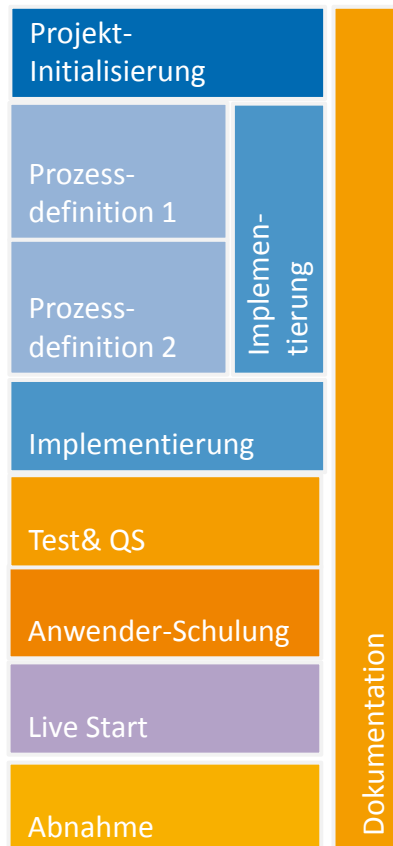 Projekt-
Initialisierung
Prozess-
definition 1
Prozess-
definition 2
Implemen-
tierung
Implementierung
Test& QS
Anwender-Schulung
Live Start
Abnahme
Dokumentation